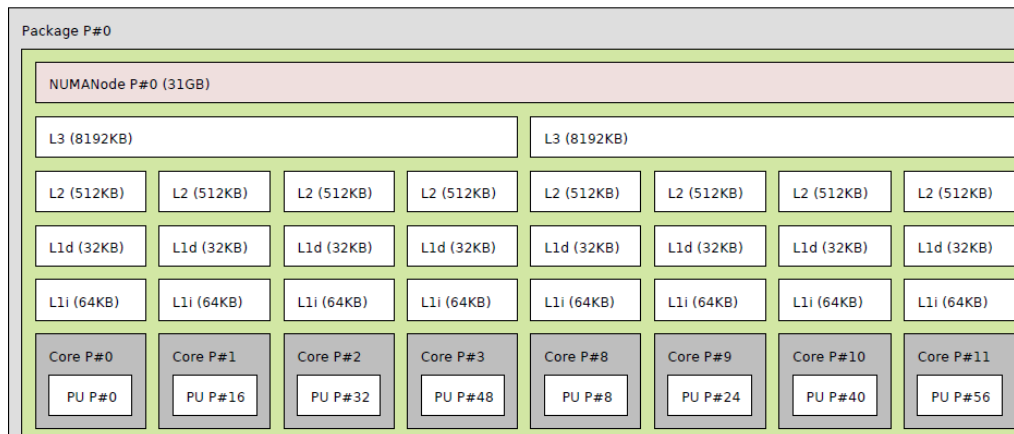 Package P#0
NUMANode P#0 (31GB)
L3 (8192KB) L3 (8192KB)
L2 (512KB) L2 (512KB) L2 (512KB) L2 (512KB) L2 (512KB) L2 (512KB) L2 (512KB) L2 (512KB)
L1d (32KB) L1d (32KB) L1d (32KB) L1d (32KB) L1d (32KB) L1d (32KB) L1d (32KB) L1d (32KB)
L1i (64KB) L1i (64KB) L1i (64KB) L1i (64KB) L1i (64KB) L1i (64KB) L1i (64KB) L1i (64KB)
Core P#0 Core P#1 Core P#2 Core P#3 Core P#8 Core P#9 Core P#10 Core P#11
PU P#0 PU P#16 PU P#32 PU P#48 PU P#8 PU P#24 PU P#40 PU P#56